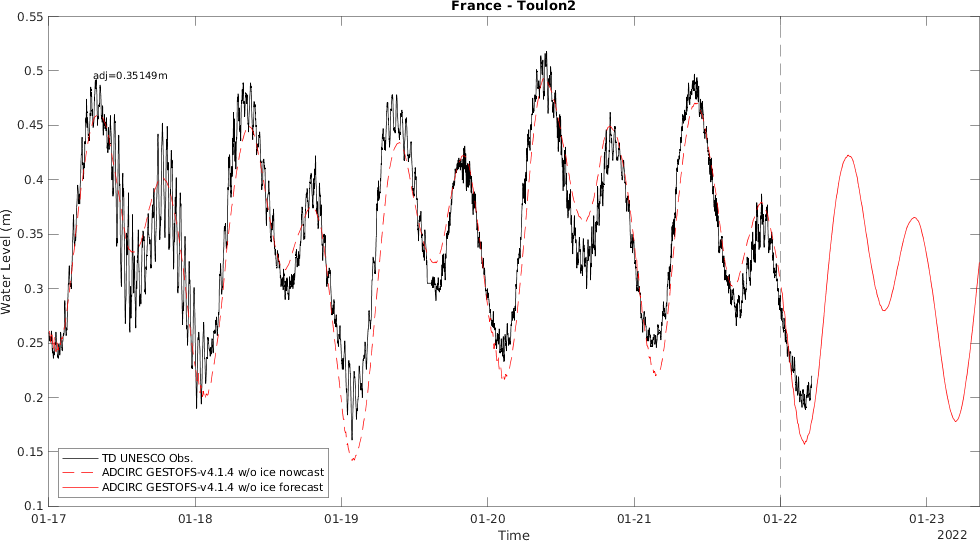 France - Toulon2
adj=0.35149m
0.55
0.5
0.45
0.4
0.35
0.3
0.25
0.2
0.15
0.1
Water Level (m)
TD UNESCO Obs.
ADCIRC GESTOFS-v4.1.4 w/o ice nowcast
ADCIRC GESTOFS-v4.1.4 w/o ice forecast
01-17 01-18 01-19 01-20 01-21 01-22 01-23
Time
2022